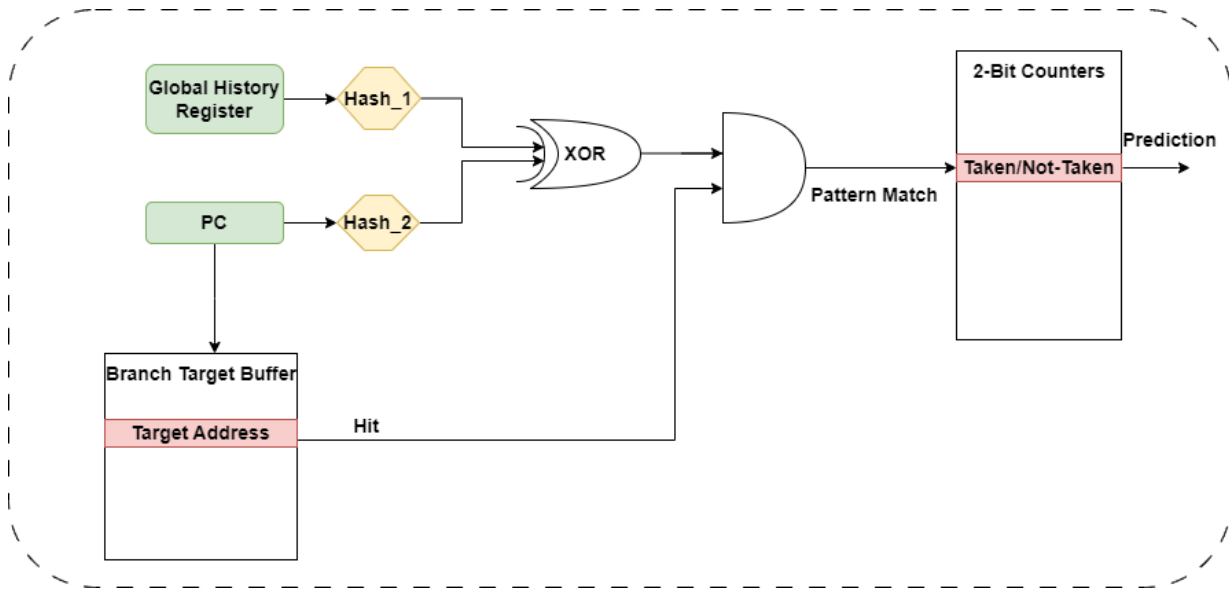 Global History
Register
Hash_1
XOR
2-Bit Counters
Prediction
Taken/Not-Taken
Pattern Match
PC
Hash_2
Branch Target Buffer
Target Address
Hit